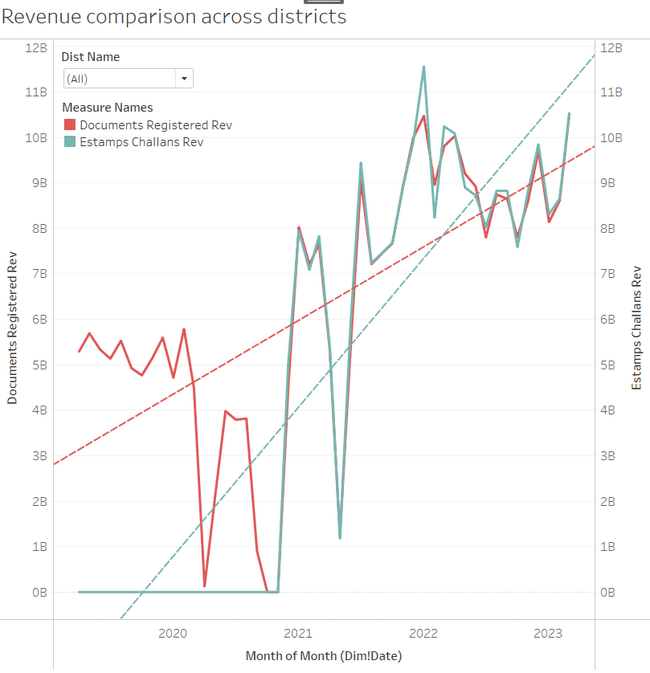 Revenue comparison across districts
Dist Name
(All)
Measure Names
Documents Registered Rev
Estamps Challans Rev
12B
11B
10B
9B
8B
7B
6B
5B
4B
3B
2B
1B
0B
Documents Registered Rev
12B
11B
10B
9B
8B
7B
6B
5B
4B
3B
2B
1B
0B
Estamps Challans Rev
2020 2021 2022 2023
Month of Month (Dim!Date)